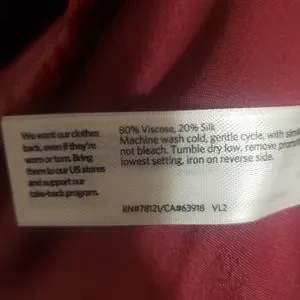 We want our clothes
back, even if they're
worn or torn. Bring
them to our US stores
and support our
take-back program.
80% Viscose, 20% Silk
Machine wash cold, gentle cycle, with
not bleach. Tumble dry low, remove
lowest setting, iron on reverse side.
RN#78121/CA#63918 VL2